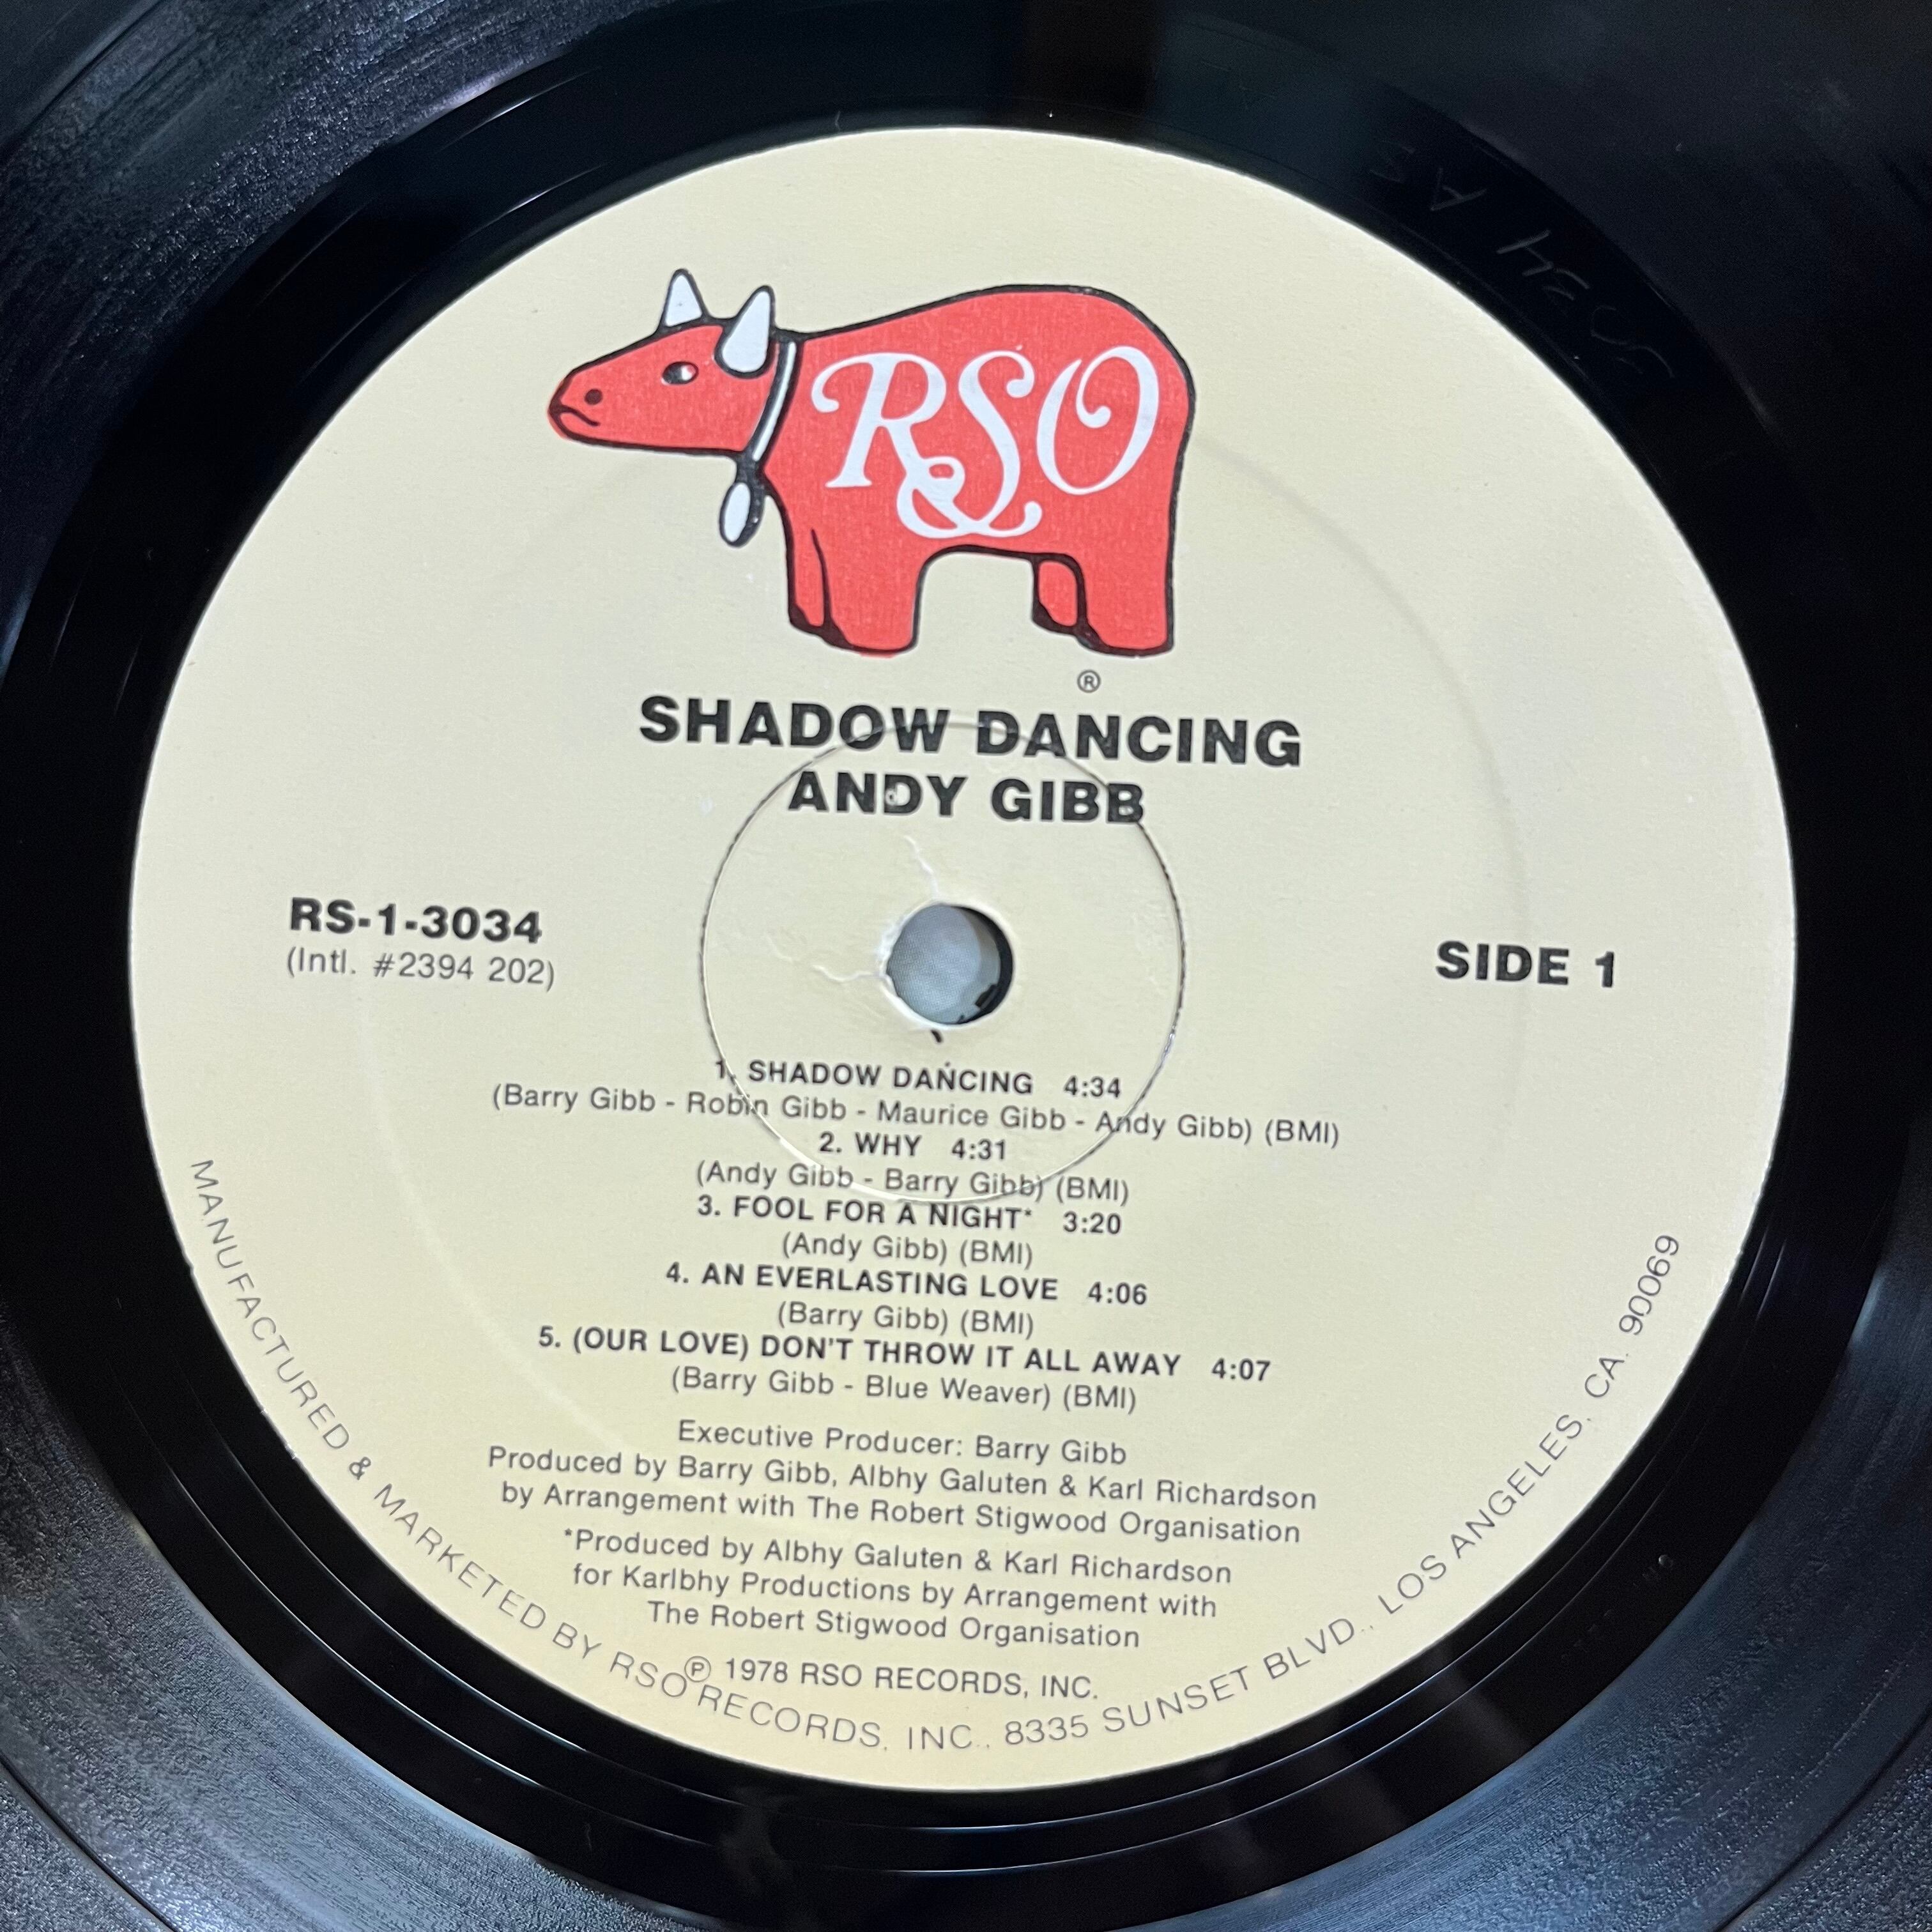 RSO
®
SHADOW DANCING
ANDY GIBB
RS-1-3034
(Intl. #2394 202)
SIDE 1
1. SHADOW DANCING 4:34
(Barry Gibb - Robin Gibb - Maurice Gibb - Andy Gibb) (BMI)
2. WHY 4:31
(Andy Gibb - Barry Gibb) (BMI)
3. FOOL FOR A NIGHT* 3:20
(Andy Gibb) (BMI)
4. AN EVERLASTING LOVE 4:06
(Barry Gibb) (BMI)
5. (OUR LOVE) DON'T THROW IT ALL AWAY 4:07
(Barry Gibb - Blue Weaver) (BMI)
Executive Producer: Barry Gibb
Produced by Barry Gibb, Albhy Galuten & Karl Richardson
by Arrangement with The Robert Stigwood Organisation
*Produced by Albhy Galuten & Karl Richardson
for Karlbhy Productions by Arrangement with
The Robert Stigwood Organisation
℗ 1978 RSO RECORDS, INC.
MANUFACTURED & MARKETED BY RSO RECORDS, INC., 8335 SUNSET BLVD., LOS ANGELES, CA. 90069